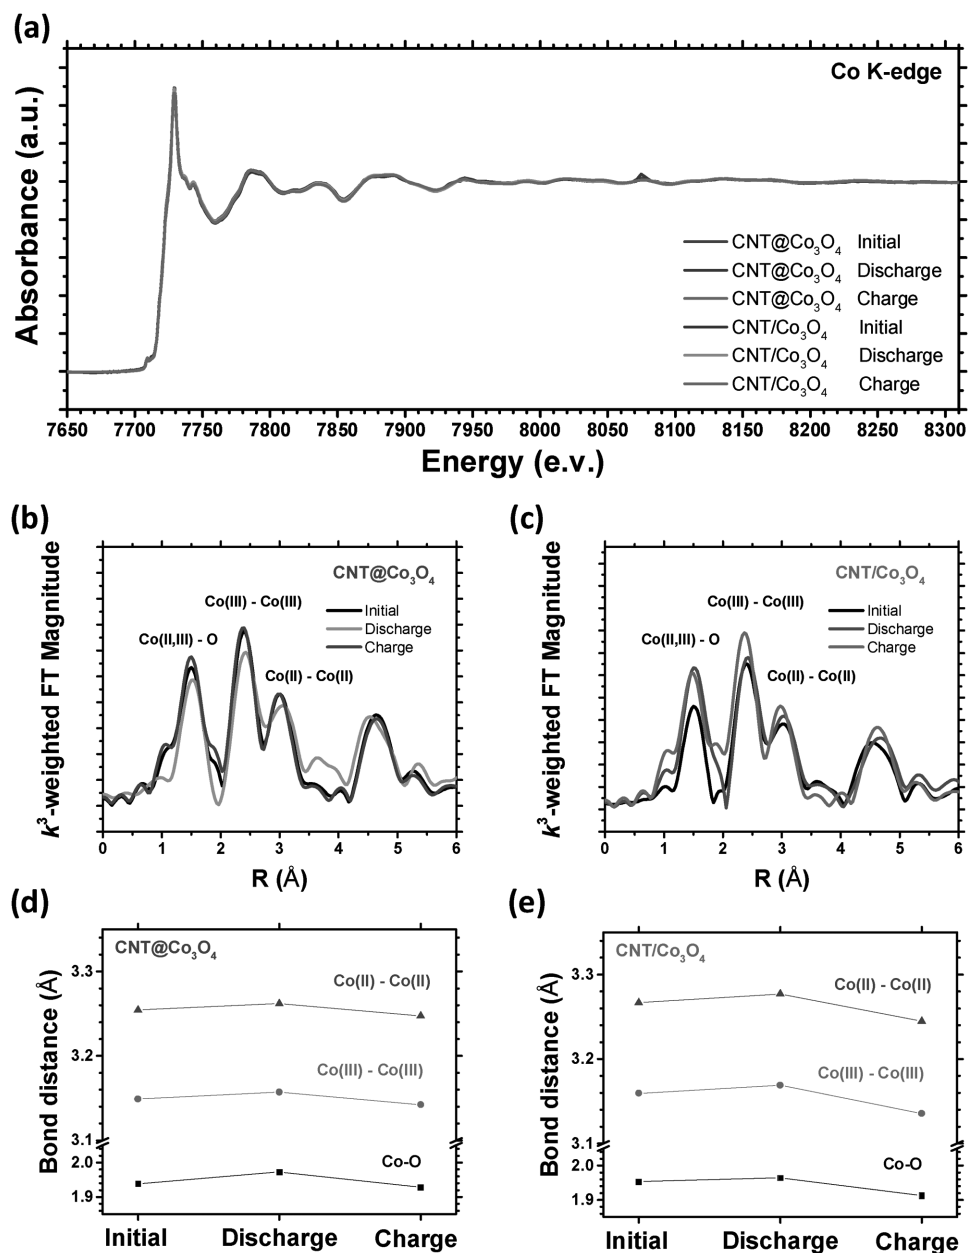 (a)
Co K-edge
Absorbance (a.u.)
CNT@Co₃O₄ Initial
CNT@Co₃O₄ Discharge
CNT@Co₃O₄ Charge
CNT/Co₃O₄ Initial
CNT/Co₃O₄ Discharge
CNT/Co₃O₄ Charge
7650 7700 7750 7800 7850 7900 7950 8000 8050 8100 8150 8200 8250 8300
Energy (e.v.)
(b)
k³-weighted FT Magnitude
CNT@Co₃O₄
Co(III) - Co(III)
Initial
Discharge
Charge
Co(II,III) - O
Co(II) - Co(II)
0 1 2 3 4 5 6
R (Å)
(c)
k³-weighted FT Magnitude
CNT/Co₃O₄
Co(III) - Co(III)
Initial
Discharge
Charge
Co(II,III) - O
Co(II) - Co(II)
0 1 2 3 4 5 6
R (Å)
(d)
Bond distance (Å)
CNT@Co₃O₄
3.3
Co(II) - Co(II)
3.2
Co(III) - Co(III)
3.1
2.0
Co-O
1.9
Initial Discharge Charge
(e)
Bond distance (Å)
CNT/Co₃O₄
3.3
Co(II) - Co(II)
3.2
Co(III) - Co(III)
3.1
2.0
Co-O
1.9
Initial Discharge Charge